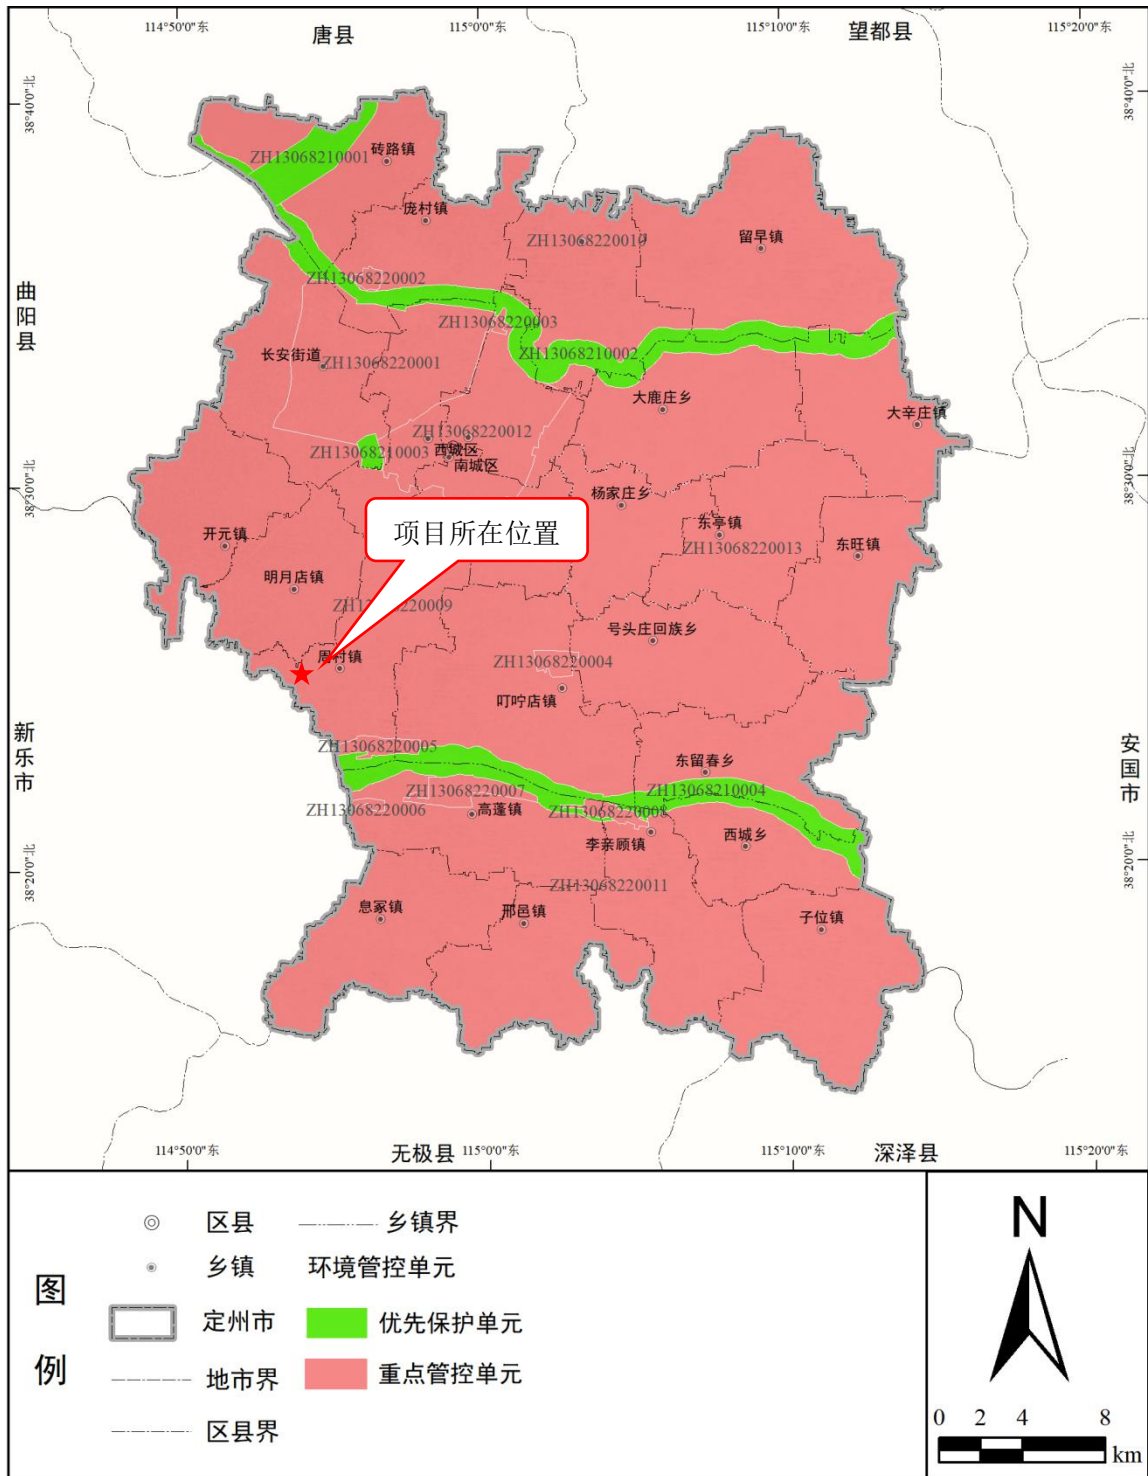 114°50'0"东
115°0'0"东
115°10'0"东
115°20'0"东
唐县
望都县
38°40'0"北
38°40'0"北
ZH13068210001
砖路镇
庞村镇
ZH13068220010
留早镇
ZH13068220002
曲阳县
ZH13068220003
长安街道
ZH13068220001
ZH13068210002
大鹿庄乡
大辛庄镇
ZH13068220012
ZH13068210003
西城区
南城区
38°30'0"北
38°30'0"北
杨家庄乡
项目所在位置
东亭镇
开元镇
ZH13068220013
东旺镇
明月店镇
号头庄回族乡
周村镇
ZH13068220004
叮咛店镇
新乐市
安国市
ZH13068220005
东留春乡
ZH13068220007
ZH13068210004
ZH13068220006
高蓬镇
ZH13068220008
李亲顾镇
西城乡
38°20'0"北
38°20'0"北
ZH13068220011
息冢镇
邢邑镇
子位镇
114°50'0"东
无极县
115°0'0"东
115°10'0"东
深泽县
115°20'0"东
图例
区县
乡镇界
乡镇
环境管控单元
定州市
优先保护单元
地市界
重点管控单元
区县界
N
0 2 4 8
km